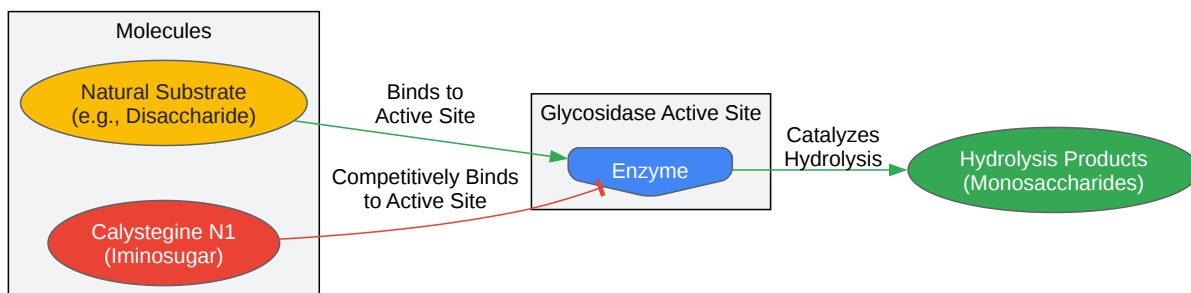 Molecules
Natural Substrate
(e.g., Disaccharide)
Calystegine N1
(Iminosugar)
Binds to
Active Site
Competitively Binds
to Active Site
Glycosidase Active Site
Enzyme
Catalyzes
Hydrolysis
Hydrolysis Products
(Monosaccharides)